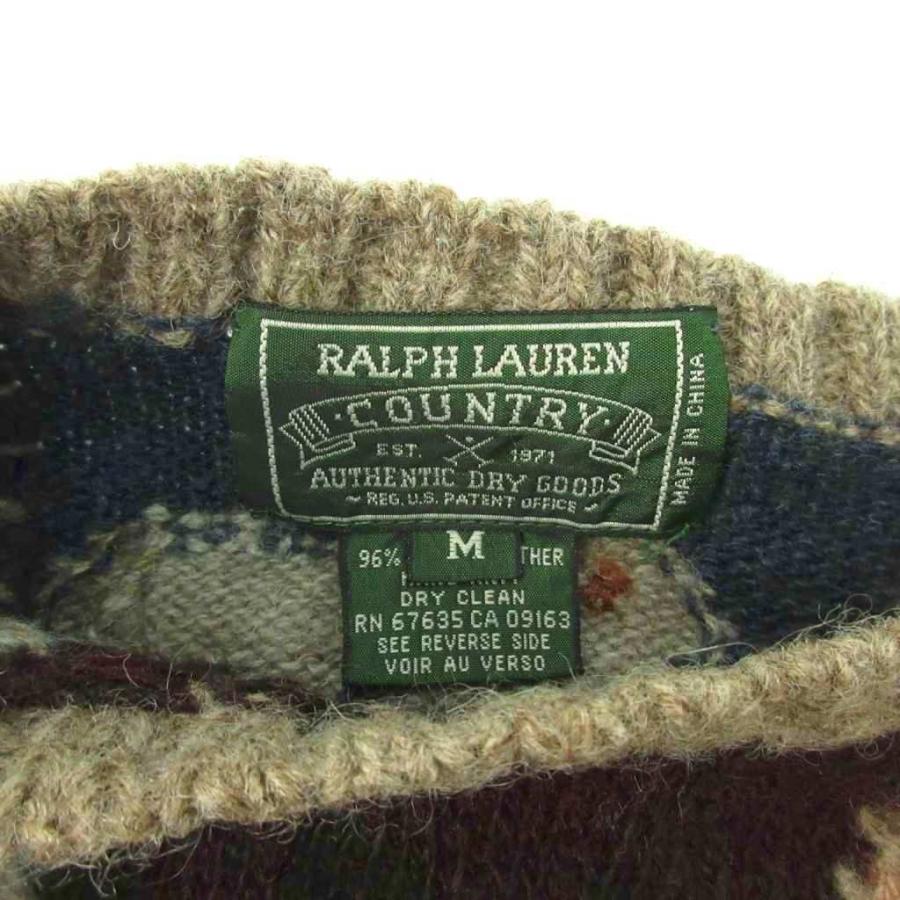 RALPH LAUREN
·COUNTRY·
EST. 1971
AUTHENTIC DRY GOODS
~ REG. U.S. PATENT OFFICE ~
MADE IN CHINA
M
96% THER
DRY CLEAN
RN 67635 CA 09163
SEE REVERSE SIDE
VOIR AU VERSO